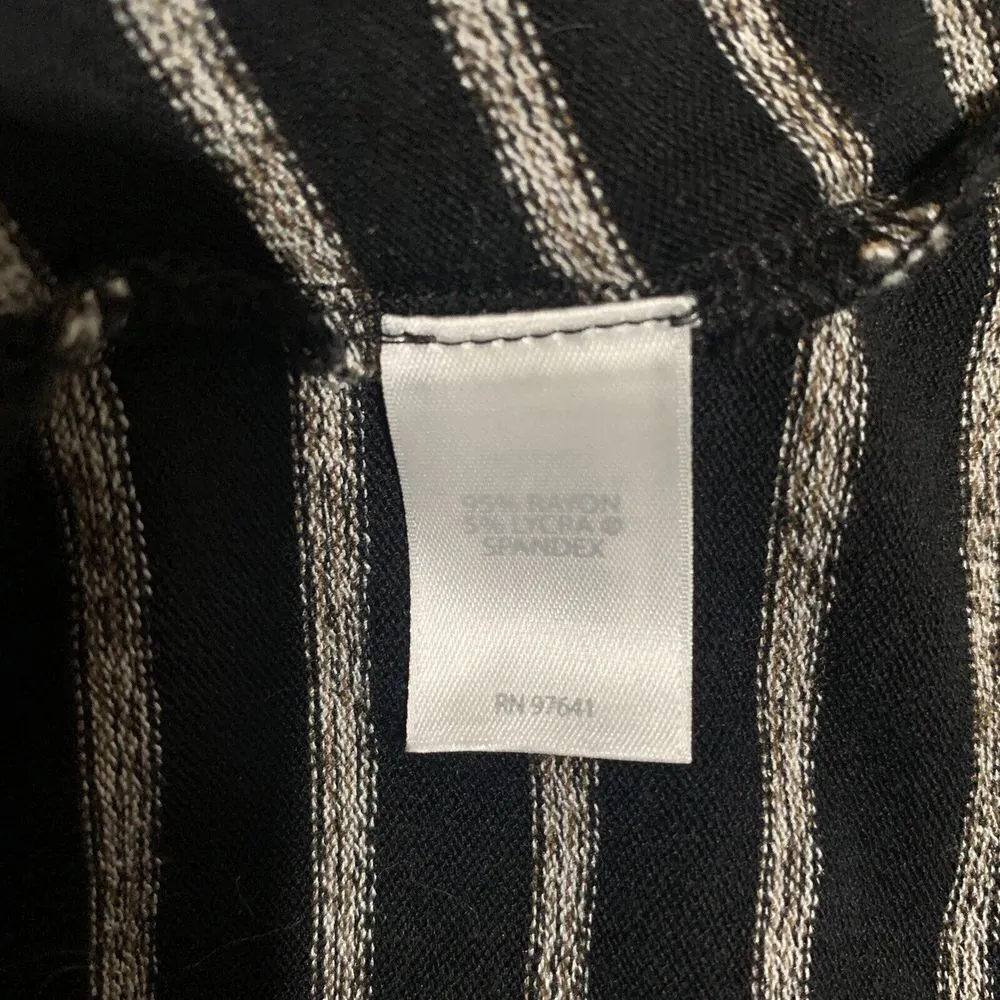 95% RAYON
5% LYCRA ®
SPANDEX
RN 97641